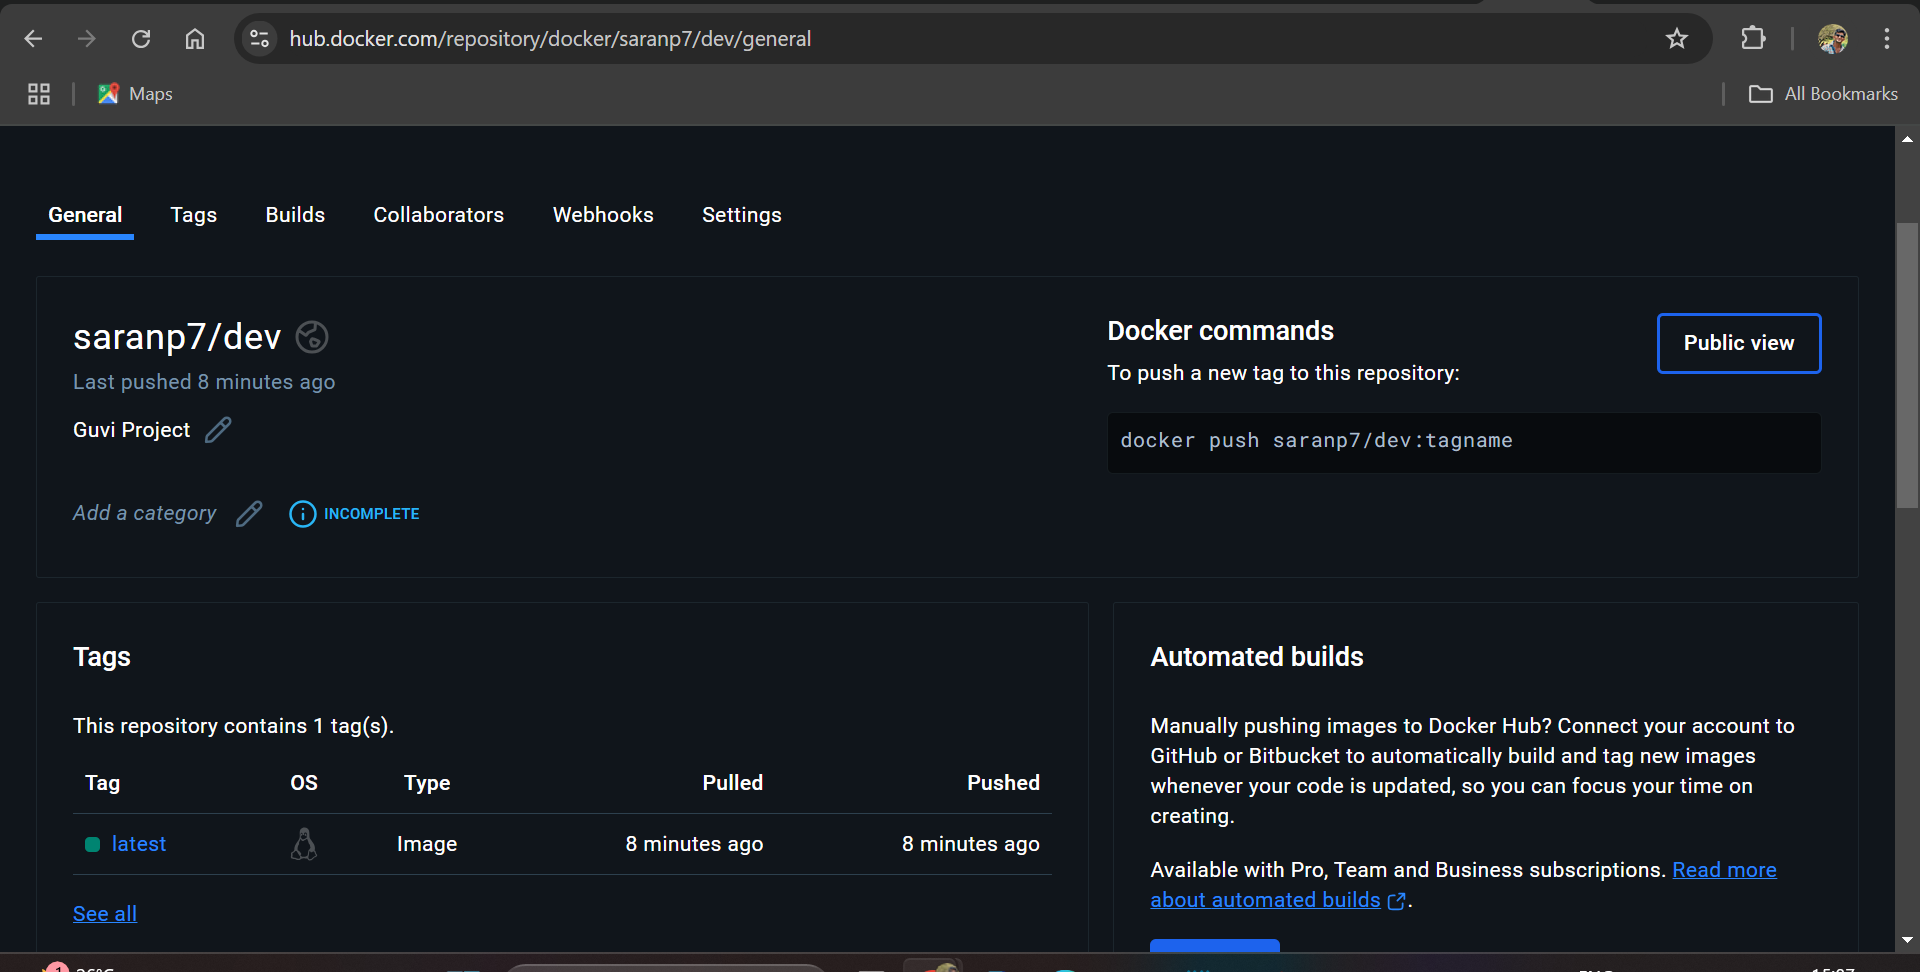 hub.docker.com/repository/docker/saranp7/dev/general
Maps
All Bookmarks
General Tags Builds Collaborators Webhooks Settings
saranp7/dev
Last pushed 8 minutes ago
Guvi Project
Add a category INCOMPLETE
Docker commands
To push a new tag to this repository:
Public view
docker push saranp7/dev:tagname
Tags
This repository contains 1 tag(s).
Tag OS Type Pulled Pushed
latest Image 8 minutes ago 8 minutes ago
See all
Automated builds
Manually pushing images to Docker Hub? Connect your account to
GitHub or Bitbucket to automatically build and tag new images
whenever your code is updated, so you can focus your time on
creating.
Available with Pro, Team and Business subscriptions. Read more
about automated builds .